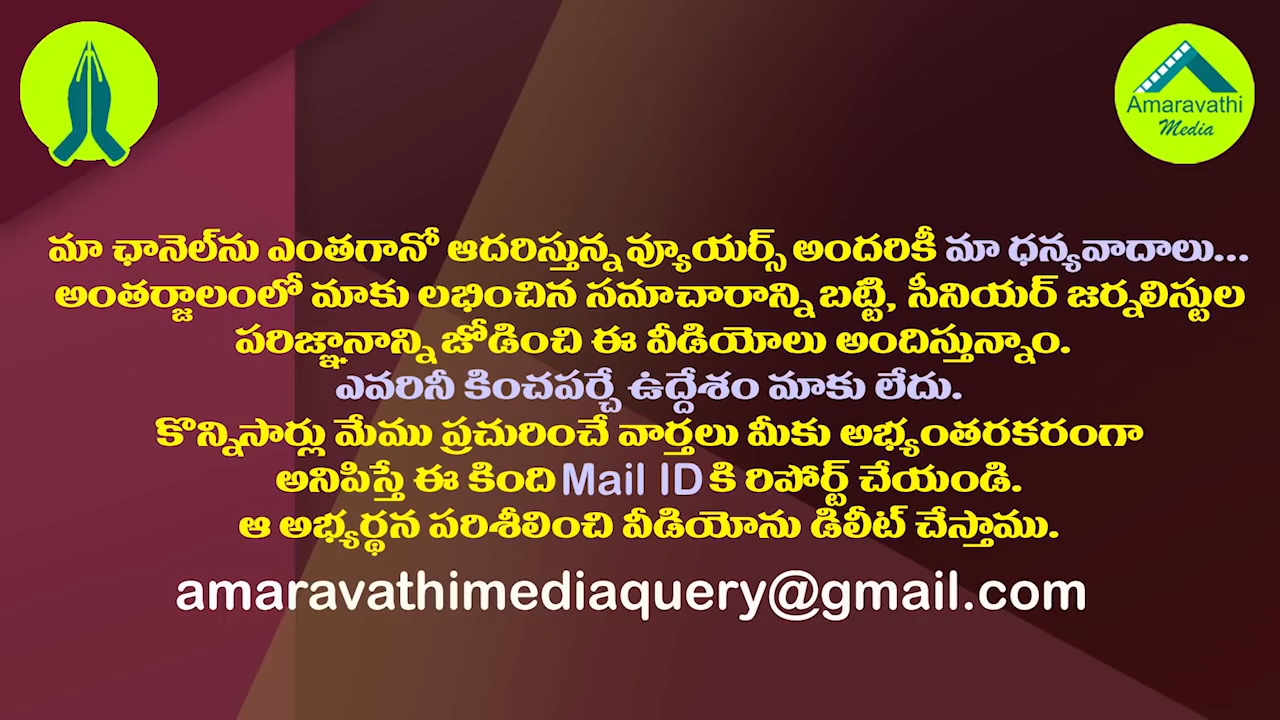 Amaravathi
Media
మా ఛానెల్‌ను ఎంతగానో ఆదరిస్తున్న వ్యూయర్స్ అందరికీ మా ధన్యవాదాలు...
అంతర్జాలంలో మాకు లభించిన సమాచారాన్ని బట్టి, సీనియర్ జర్నలిస్టుల
పరిజ్ఞానాన్ని జోడించి ఈ వీడియోలు అందిస్తున్నాం.
ఎవరినీ కించపర్చే ఉద్దేశం మాకు లేదు.
కొన్నిసార్లు మేము ప్రచురించే వార్తలు మీకు అభ్యంతరకరంగా
అనిపిస్తే ఈ కింది Mail ID కి రిపోర్ట్ చేయండి.
ఆ అభ్యర్థన పరిశీలించి వీడియోను డిలీట్ చేస్తాము.
amaravathimediaquery@gmail.com